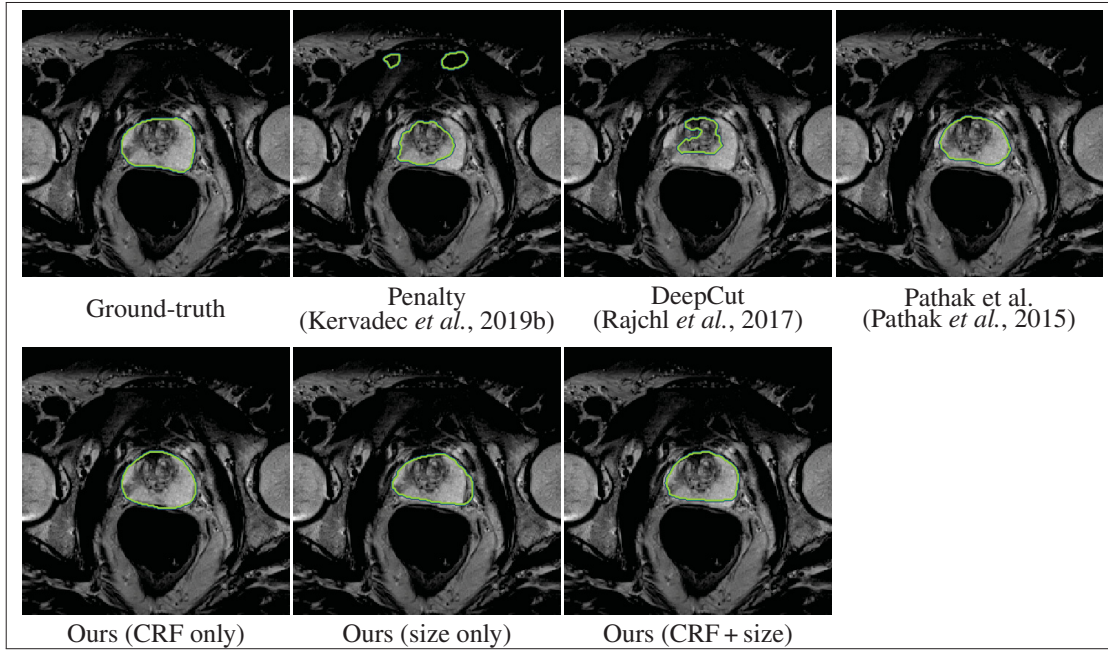 Ground-truth
Penalty
(Kervadec et al., 2019b)
DeepCut
(Rajchl et al., 2017)
Pathak et al.
(Pathak et al., 2015)
Ours (CRF only)
Ours (size only)
Ours (CRF + size)